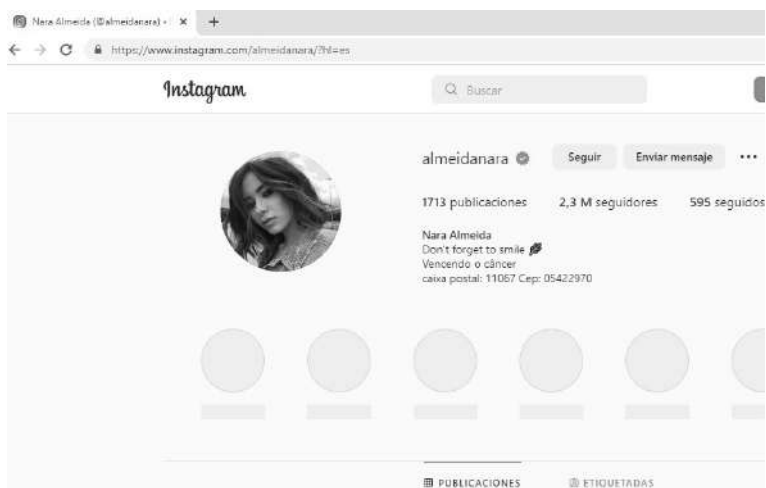 Nara Almeida (@almeidanara) •
https://www.instagram.com/almeidanara/?hl=es
Instagram
Buscar
almeidanara
Seguir
Enviar mensaje
1713 publicaciones 2,3 M seguidores 595 seguidos
Nara Almeida
Don't forget to smile
Vencendo o câncer
caixa postal: 11067 Cep: 05422970
PUBLICACIONES
ETIQUETADAS